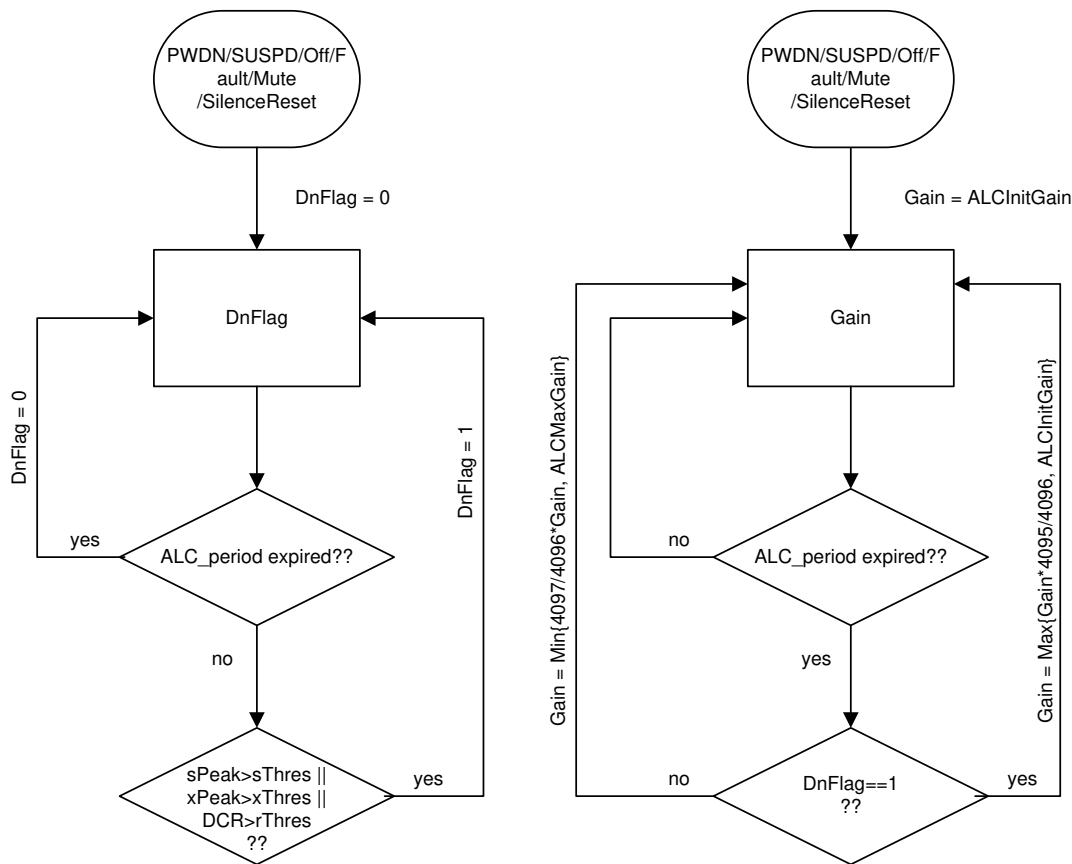 PWDN/SUSPD/Off/F
ault/Mute
/SilenceReset
DnFlag = 0
DnFlag
DnFlag = 0
DnFlag = 1
yes
ALC_period expired??
no
sPeak>sThres ||
xPeak>xThres ||
DCR>rThres
??
yes
PWDN/SUSPD/Off/F
ault/Mute
/SilenceReset
Gain = ALCInitGain
Gain
Gain = Min{4097/4096*Gain, ALCMaxGain}
Gain = Max{Gain*4095/4096, ALCInitGain}
no
ALC_period expired??
yes
no
DnFlag==1
??
yes